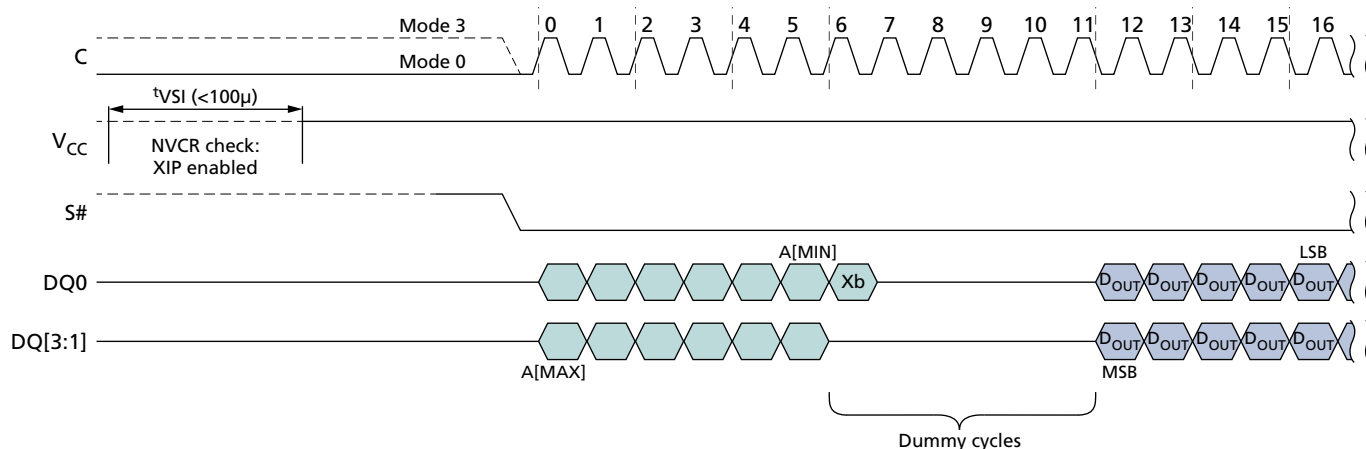 Mode 3 0 1 2 3 4 5 6 7 8 9 10 11 12 13 14 15 16
C
Mode 0
tVSI (<100µ)
VCC
NVCR check:
XIP enabled
S#
A[MIN] LSB
DQ0 Xb DOUT DOUT DOUT DOUT DOUT
DQ[3:1] DOUT DOUT DOUT DOUT DOUT
A[MAX] MSB
Dummy cycles